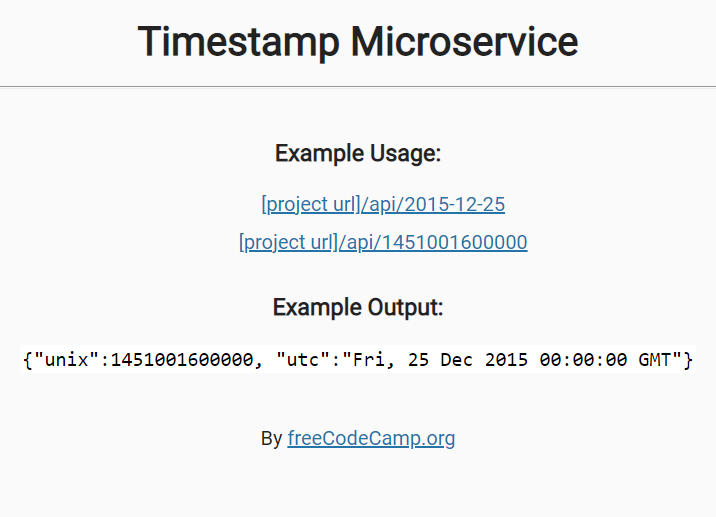 Timestamp Microservice
Example Usage:
[project url]/api/2015-12-25
[project url]/api/1451001600000
Example Output:
{"unix":1451001600000, "utc":"Fri, 25 Dec 2015 00:00:00 GMT"}
By freeCodeCamp.org